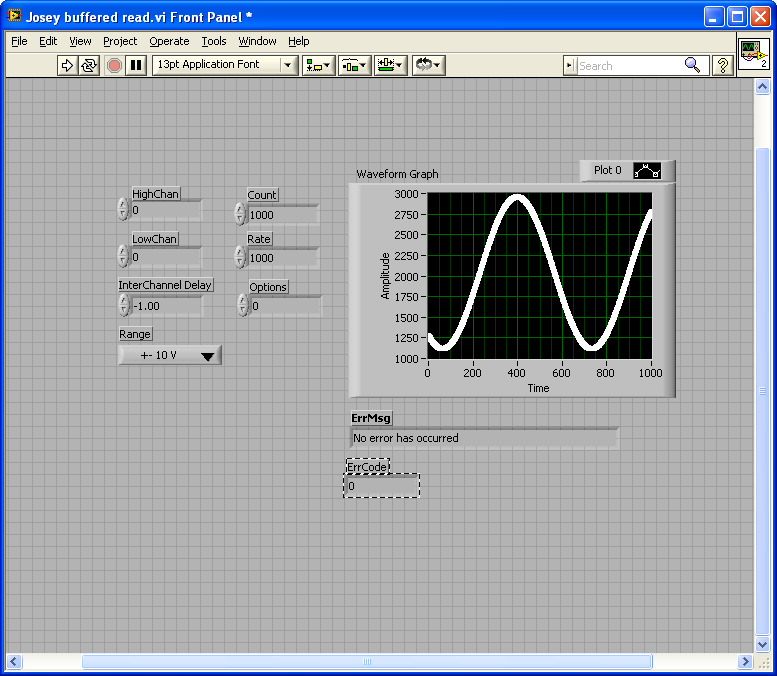 Josey buffered read.vi Front Panel *
File Edit View Project Operate Tools Window Help
13pt Application Font
Search
?
2
Waveform Graph
Plot 0
HighChan
0
Count
1000
LowChan
0
Rate
1000
InterChannel Delay
-1.00
Options
0
Range
+- 10 V
Amplitude
3000
2750
2500
2250
2000
1750
1500
1250
1000
0 200 400 600 800 1000
Time
ErrMsg
No error has occurred
ErrCode
0